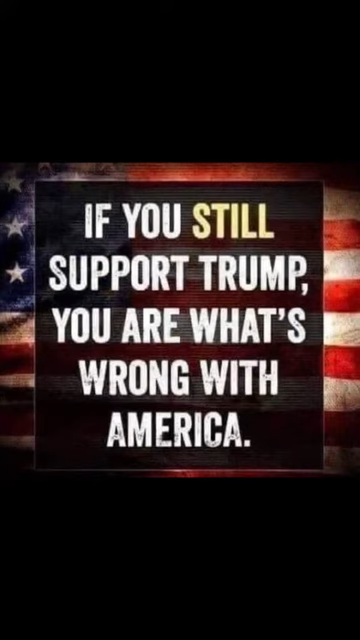 IF YOU STILL
SUPPORT TRUMP,
YOU ARE WHAT'S
WRONG WITH
AMERICA.